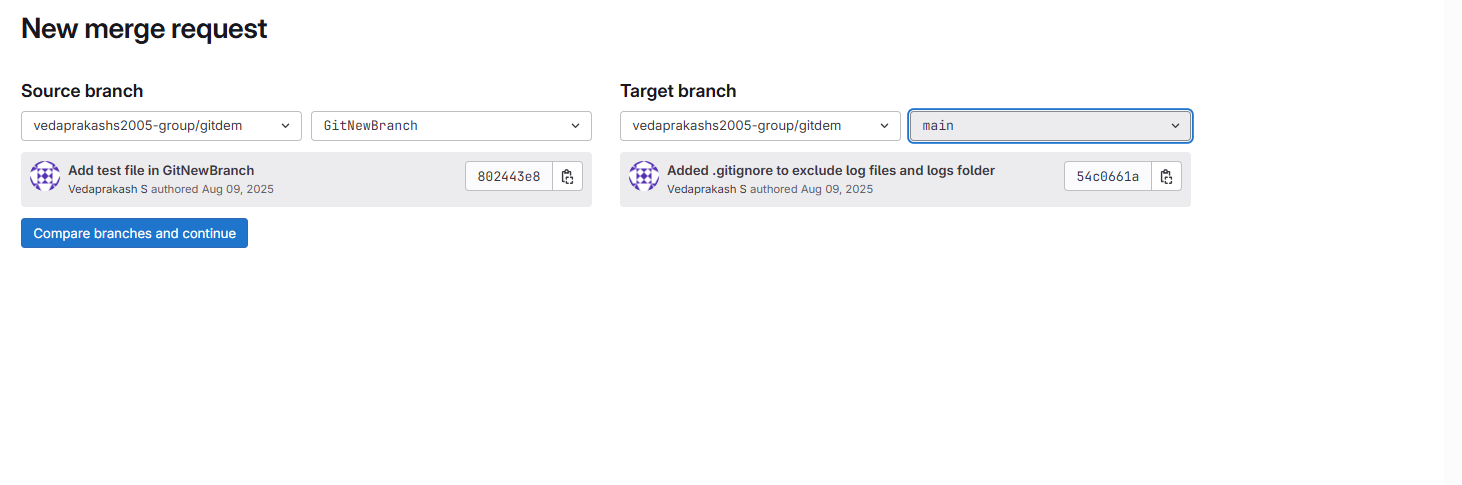 New merge request
Source branch
vedaprakashs2005-group/gitdem
GitNewBranch
Add test file in GitNewBranch
Vedaprakash S authored Aug 09, 2025
802443e8
Target branch
vedaprakashs2005-group/gitdem
main
Added .gitignore to exclude log files and logs folder
Vedaprakash S authored Aug 09, 2025
54c0661a
Compare branches and continue